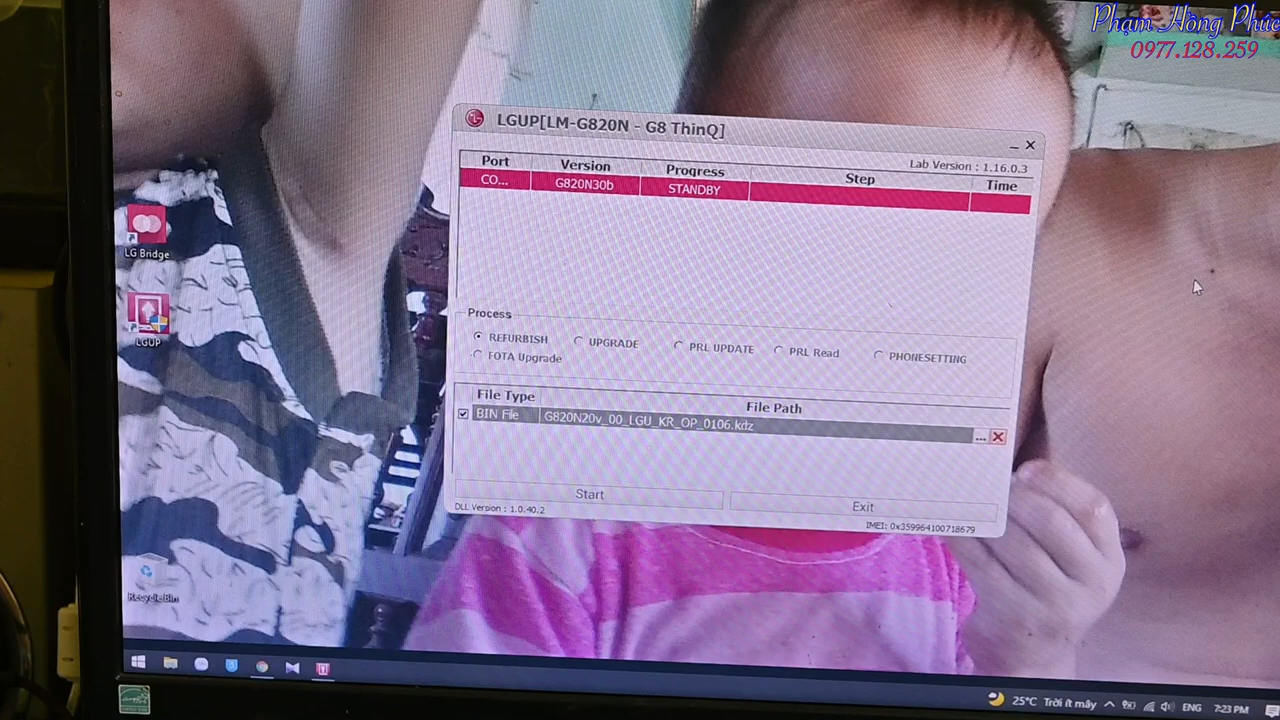 Phạm Hồng Phúc
0977.128.259
LGUP[LM-G820N - G8 ThinQ]
Lab Version : 1.16.0.3
Port Version Progress Step Time
CO... G820N30b STANDBY
LG Bridge
LGUP
Process
REFURBISH UPGRADE PRL UPDATE PRL Read PHONESETTING
FOTA Upgrade
File Type File Path
BIN File G820N20v_00_LGU_KR_OP_0106.kdz ...
Start Exit
DLL Version : 1.0.40.2 IMEI: 0x359964100718679
Recycle Bin
25°C Trời ít mây ENG 7:23 PM